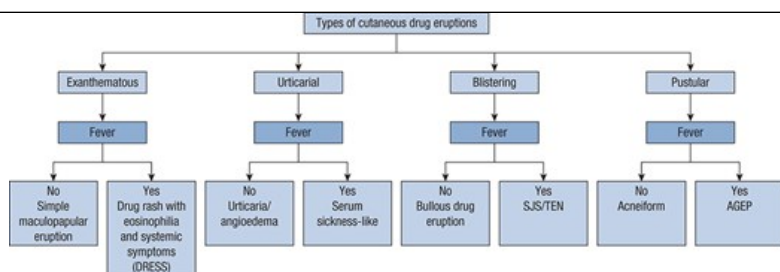 Types of cutaneous drug eruptions
Exanthematous
Urticarial
Blistering
Pustular
Fever
Fever
Fever
Fever
No
Simple
maculopapular
eruption
Yes
Drug rash with
eosinophilia
and systemic
symptoms
(DRESS)
No
Urticaria/
angioedema
Yes
Serum
sickness-like
No
Bullous drug
eruption
Yes
SJS/TEN
No
Acneiform
Yes
AGEP